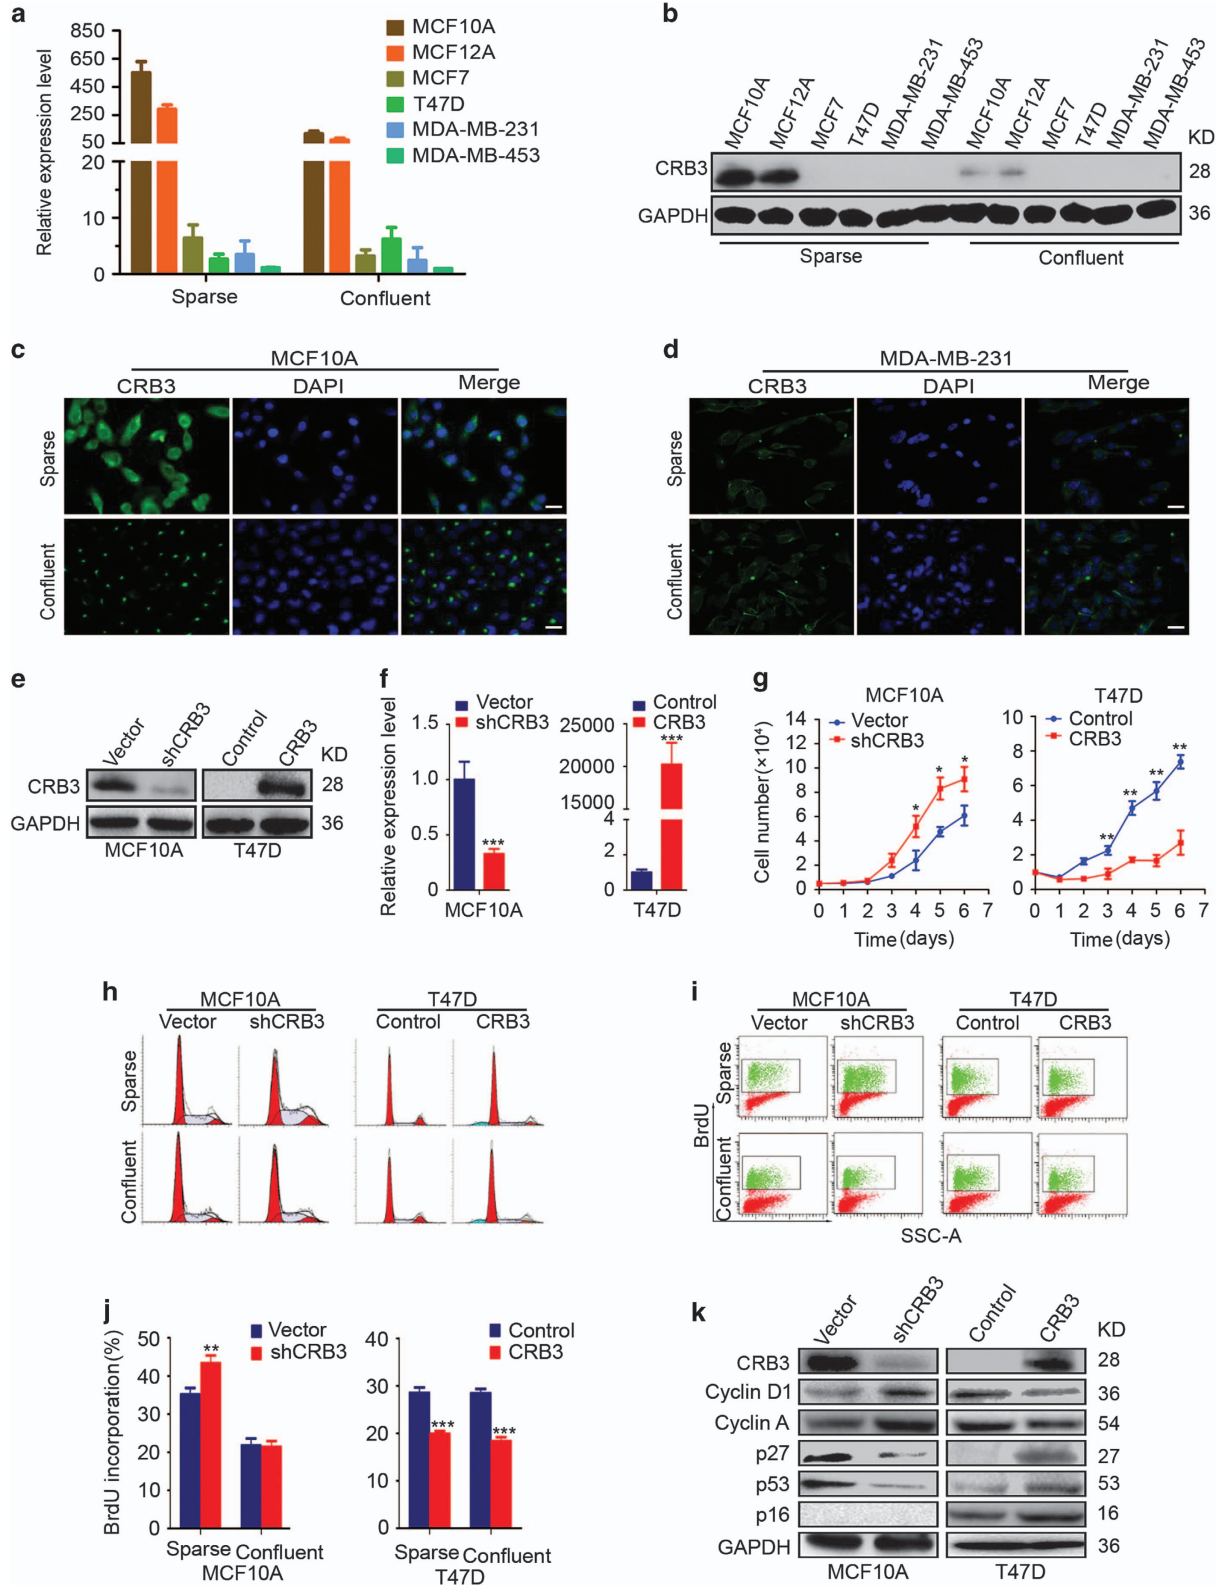 a
Relative expression level
850
650
450
250
50
20
10
0
Sparse
Confluent
MCF10A
MCF12A
MCF7
T47D
MDA-MB-231
MDA-MB-453
b
MCF10A MCF12A MCF7 T47D MDA-MB-231 MDA-MB-453 MCF10A MCF12A MCF7 T47D MDA-MB-231 MDA-MB-453
KD
CRB3 28
GAPDH 36
Sparse Confluent
c
MCF10A
CRB3 DAPI Merge
Sparse
Confluent
d
MDA-MB-231
CRB3 DAPI Merge
Sparse
Confluent
e
Vector shCRB3 Control CRB3
KD
CRB3 28
GAPDH 36
MCF10A T47D
f
Relative expression level
Vector
shCRB3
1.5
1.0
0.5
0
***
MCF10A
Control
CRB3
25000
20000
15000
4
2
0
***
T47D
g
MCF10A
Cell number(×10⁴)
Vector
shCRB3
14
12
10
8
6
4
2
0
* * *
0 1 2 3 4 5 6 7
Time(days)
T47D
Control
CRB3
10
8
6
4
2
0
** ** ** **
0 1 2 3 4 5 6 7
Time(days)
h
MCF10A T47D
Vector shCRB3 Control CRB3
Sparse
Confluent
i
MCF10A T47D
Vector shCRB3 Control CRB3
Sparse
Confluent
BrdU
SSC-A
j
BrdU incorporation(%)
Vector
shCRB3
50
40
30
20
10
0
**
Sparse Confluent
MCF10A
Control
CRB3
40
30
20
10
0
*** ***
Sparse Confluent
T47D
k
Vector shCRB3 Control CRB3
KD
CRB3 28
Cyclin D1 36
Cyclin A 54
p27 27
p53 53
p16 16
GAPDH 36
MCF10A T47D